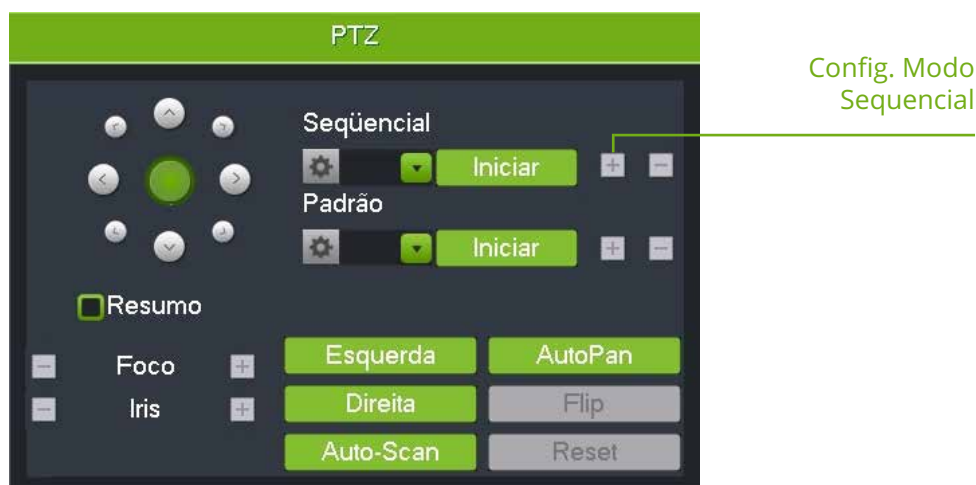 PTZ
Config. Modo
Sequencial
Seqüencial
Iniciar
Padrão
Iniciar
Resumo
Foco
Iris
Esquerda
AutoPan
Direita
Flip
Auto-Scan
Reset